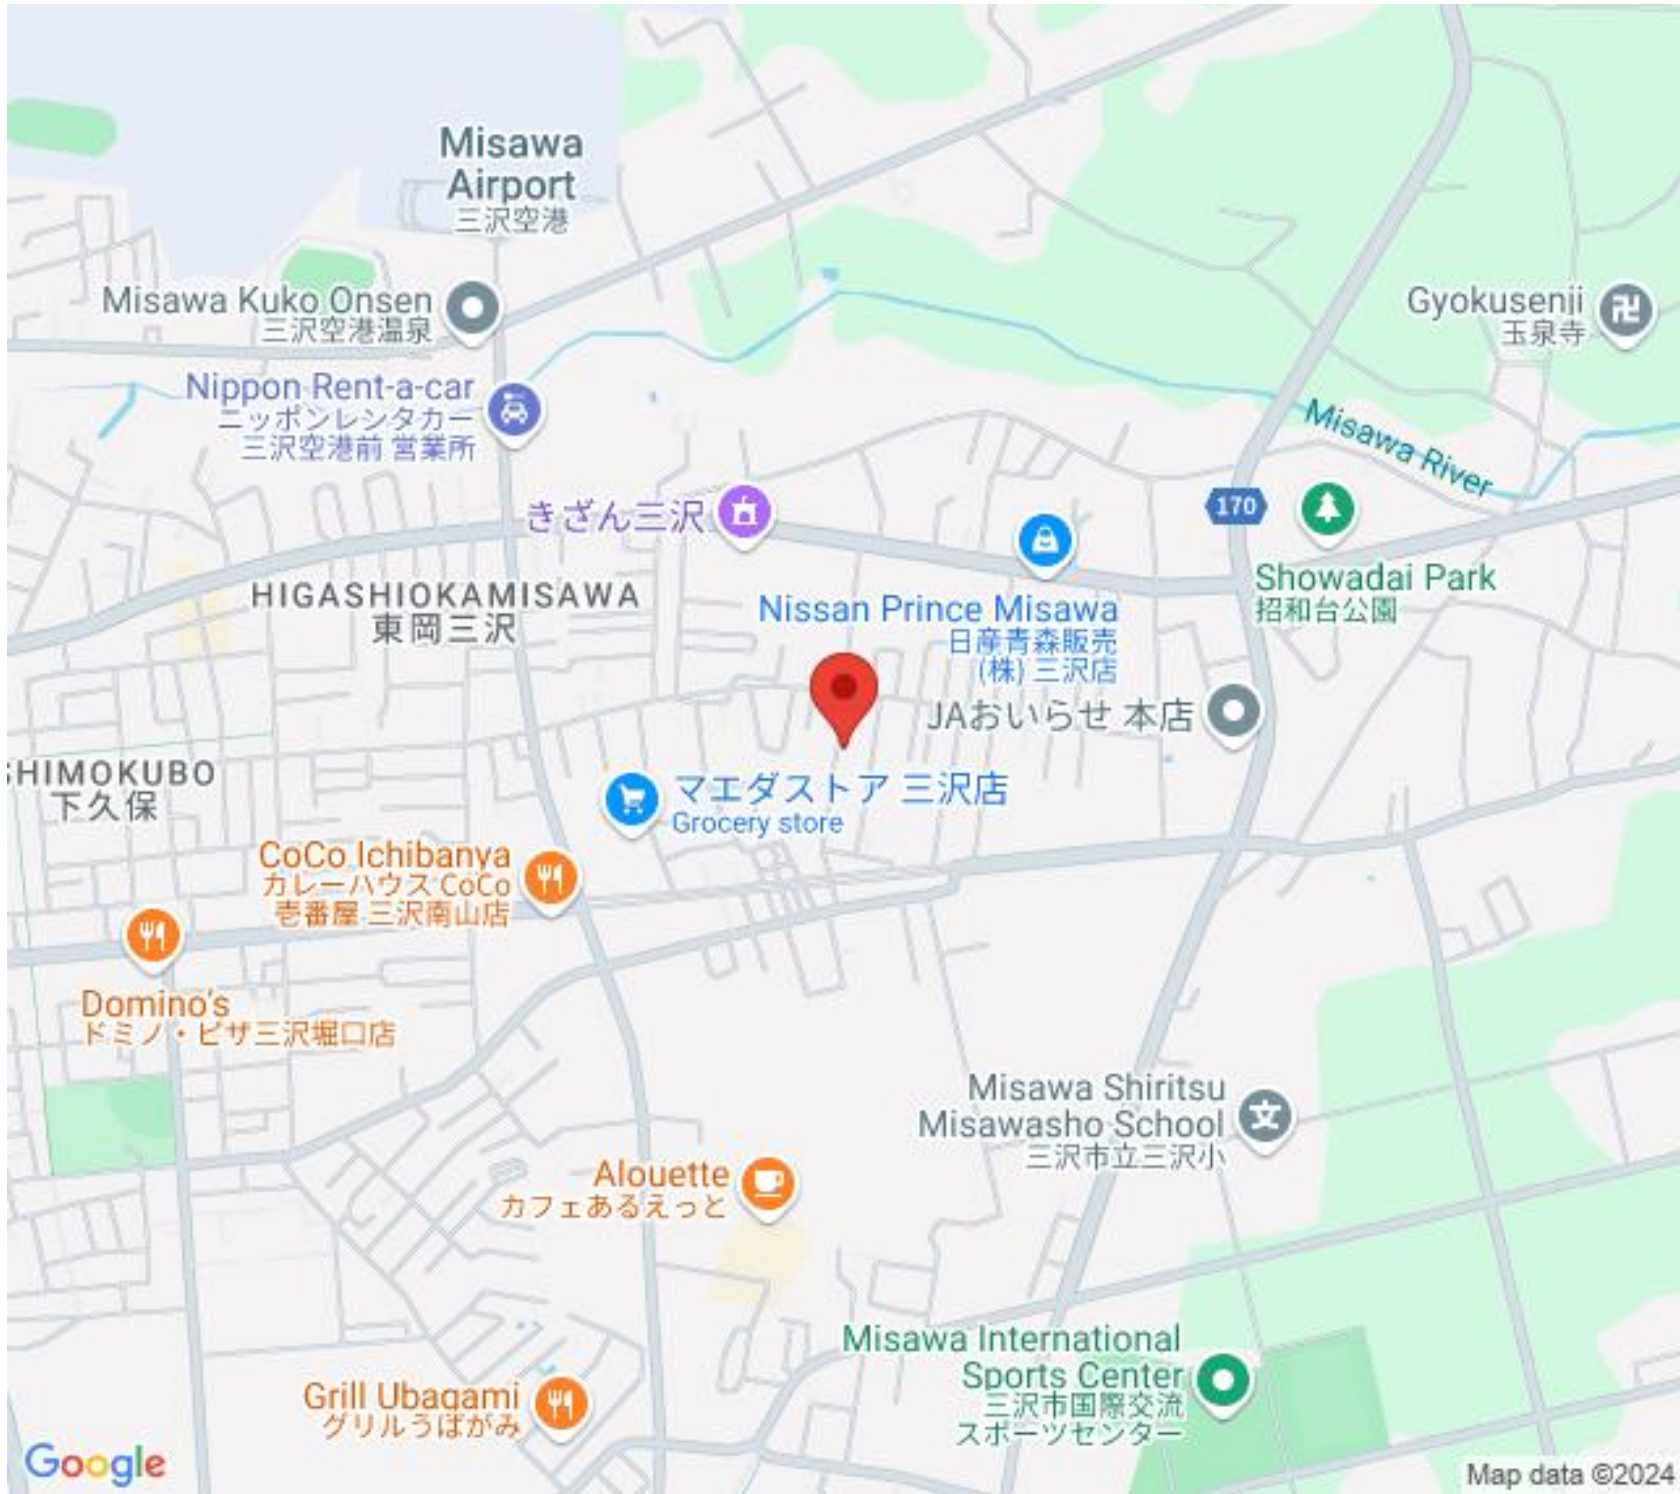 Misawa
Airport
三沢空港
Misawa Kuko Onsen
三沢空港温泉
Gyokusenji
玉泉寺
Nippon Rent-a-car
ニッポンレンタカー
三沢空港前 営業所
Misawa River
きざん三沢
170
Showadai Park
招和台公園
HIGASHIOKAMISAWA
東岡三沢
Nissan Prince Misawa
日産青森販売
(株) 三沢店
JAおいらせ 本店
SHIMOKUBO
下久保
マエダストア 三沢店
Grocery store
CoCo Ichibanya
カレーハウス CoCo
壱番屋 三沢南山店
Domino's
ドミノ・ピザ三沢堀口店
Misawa Shiritsu
Misawasho School
三沢市立三沢小
Alouette
カフェあるえっと
Misawa International
Sports Center
三沢市国際交流
スポーツセンター
Grill Ubagami
グリルうばがみ
Google
Map data ©2024